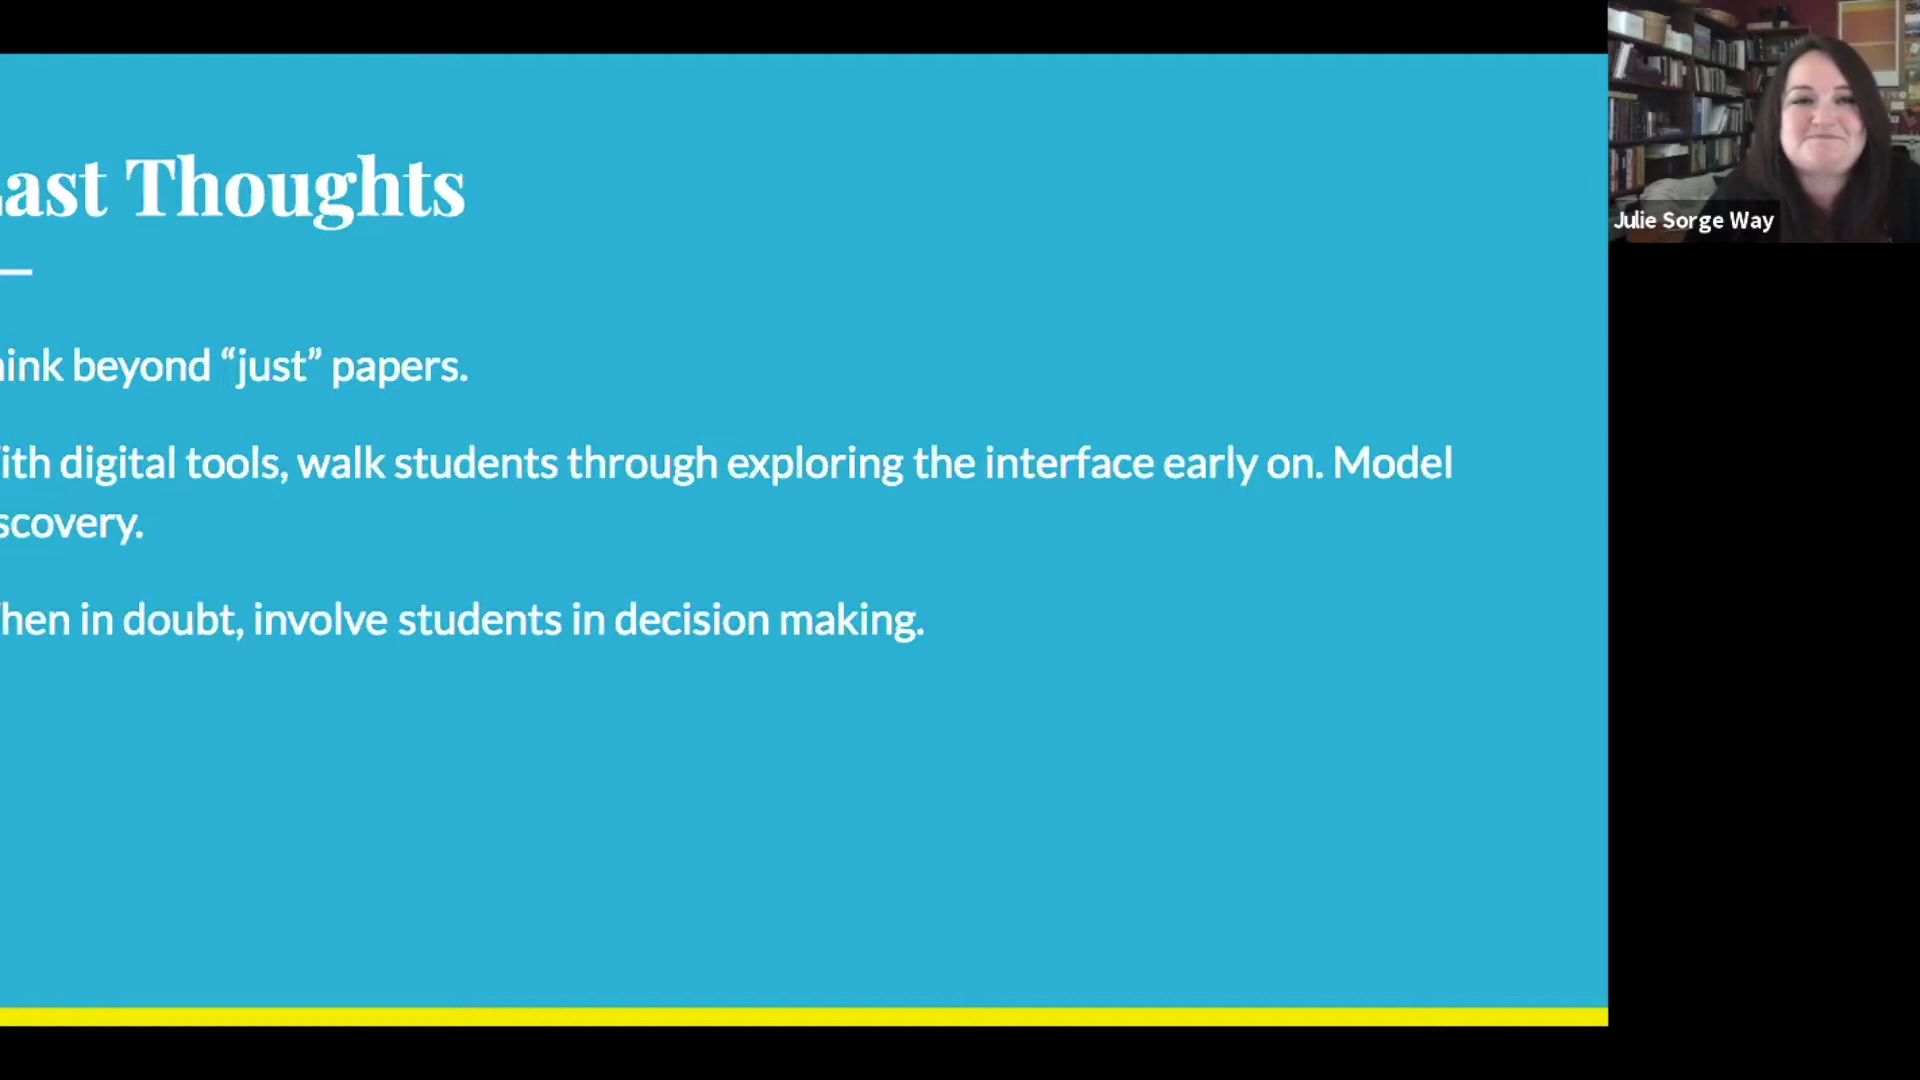 ast Thoughts
Julie Sorge Way
ink beyond “just” papers.
ith digital tools, walk students through exploring the interface early on. Model
scovery.
hen in doubt, involve students in decision making.